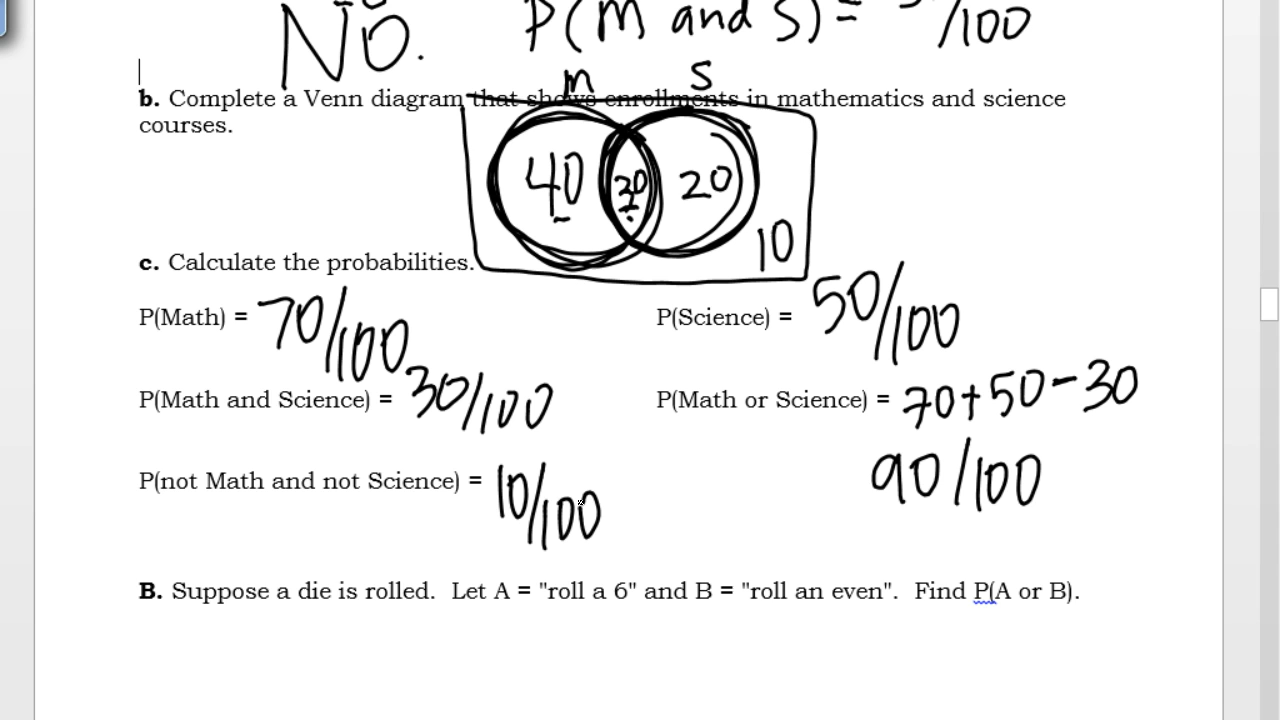 NO. P(M and S) = /100
m S
b. Complete a Venn diagram that shows enrollments in mathematics and science
courses.
40 30 20
10
c. Calculate the probabilities.
P(Math) = 70/100 P(Science) = 50/100
P(Math and Science) = 30/100 P(Math or Science) = 70+50-30
90/100
P(not Math and not Science) = 10/100
B. Suppose a die is rolled. Let A = "roll a 6" and B = "roll an even". Find P(A or B).